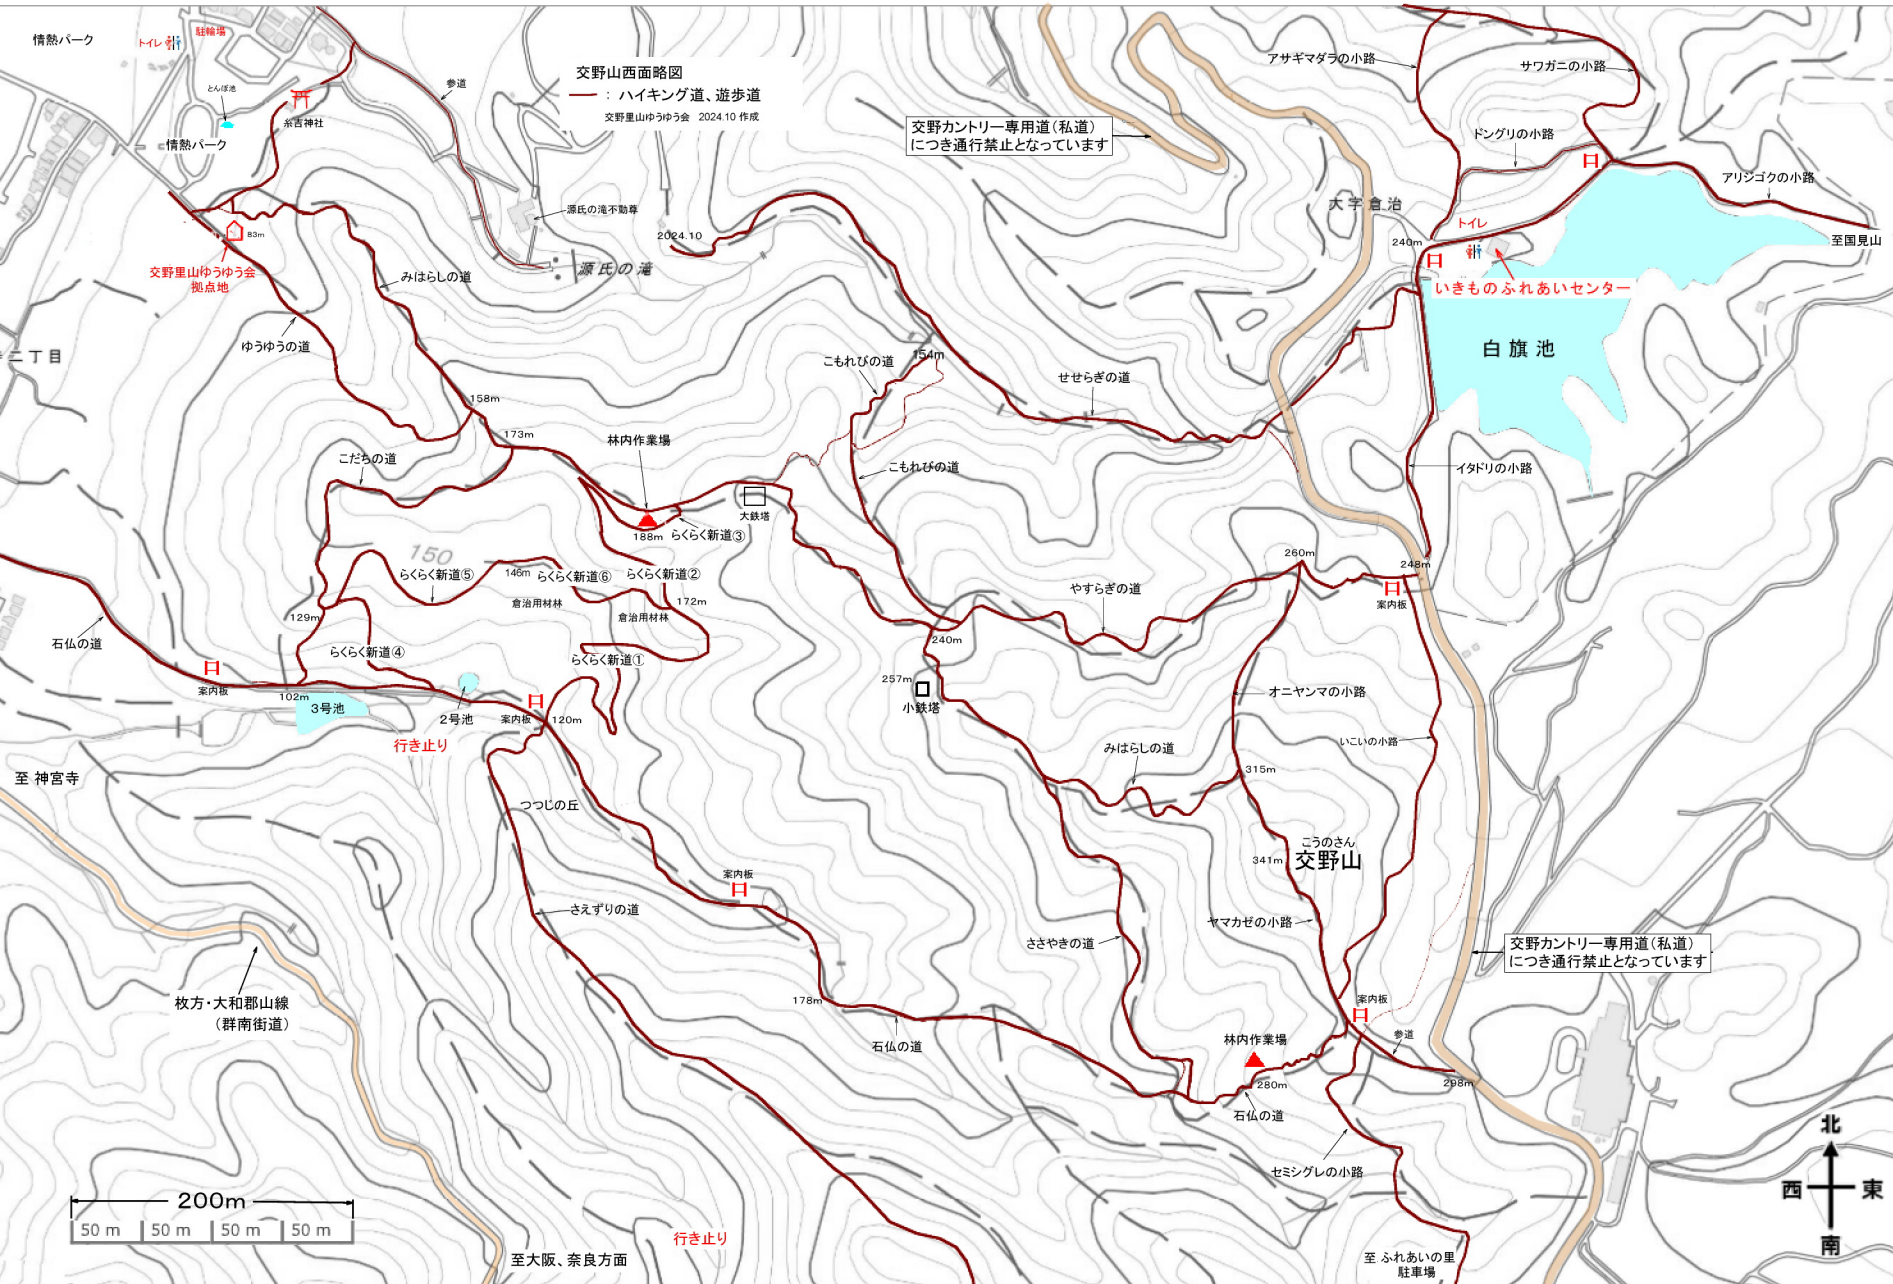 情熱パーク
トイレ
駐輪場
とんぼ池
情熱パーク
糸吉神社
参道
交野山西面略図
：ハイキング道、遊歩道
交野里山ゆうゆう会 2024.10 作成
交野カントリー専用道（私道）
につき通行禁止となっています
アサギマダラの小路
サワガニの小路
ドングリの小路
アリジゴクの小路
大字倉治
トイレ
240m
至国見山
いきものふれあいセンター
白旗池
83m
交野里山ゆうゆう会
拠点地
源氏の滝不動尊
源氏の滝
2024.10
みはらしの道
ゆうゆうの道
二丁目
154m
こもれびの道
せせらぎの道
158m
173m
林内作業場
こだちの道
こもれびの道
イタドリの小路
大鉄塔
188m
らくらく新道③
150
らくらく新道⑤
146m
らくらく新道⑥
らくらく新道②
倉治用材林
倉治用材林
172m
260m
248m
案内板
やすらぎの道
129m
240m
石仏の道
らくらく新道④
らくらく新道①
257m
小鉄塔
オニヤンマの小路
案内板
102m
3号池
2号池
案内板
120m
行き止り
いこいの小路
みはらしの道
315m
至 神宮寺
つつじの丘
こうのさん
交野山
341m
案内板
さえずりの道
ヤマカゼの小路
ささやきの道
交野カントリー専用道（私道）
につき通行禁止となっています
枚方・大和郡山線
（群南街道）
178m
案内板
石仏の道
林内作業場
参道
280m
298m
石仏の道
セミシグレの小路
北
西
東
南
200m
50 m
50 m
50 m
50 m
行き止り
至大阪、奈良方面
至 ふれあいの里
駐車場